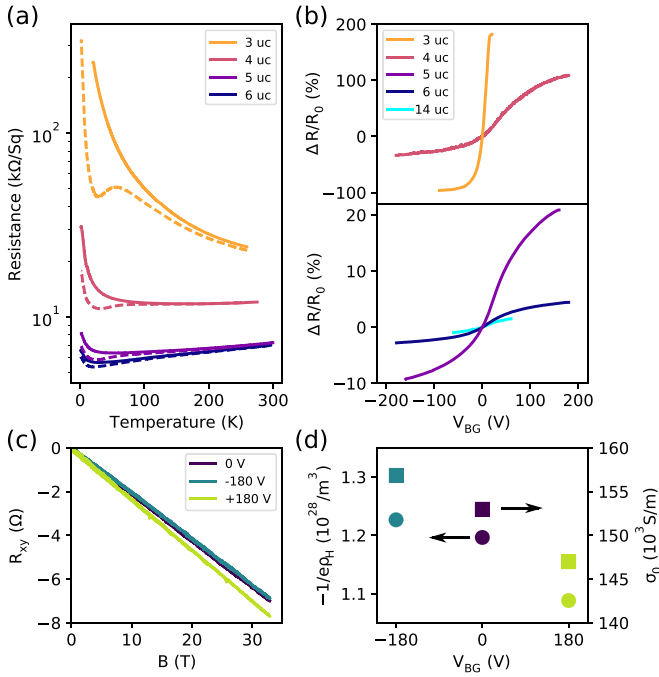 (a)
Resistance (kΩ/Sq)
10²
10¹
3 uc
4 uc
5 uc
6 uc
0 100 200 300
Temperature (K)
(b)
Δ R/R₀ (%)
200
100
0
−100
3 uc
4 uc
5 uc
6 uc
14 uc
Δ R/R₀ (%)
20
10
0
−10
−200 −100 0 100 200
V_BG (V)
(c)
R_xy (Ω)
0
−2
−4
−6
−8
0 V
-180 V
+180 V
0 10 20 30
B (T)
(d)
−1/eρ_H (10²⁸/m³)
1.3
1.2
1.1
160
155
150
145
140
σ₀ (10³ S/m)
−180 0 180
V_BG (V)